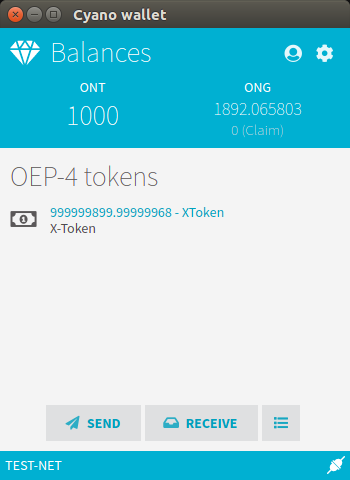 Cyano wallet
Balances
ONT
ONG
1000
1892.065803
0 (Claim)
OEP-4 tokens
999999899.99999968 - XToken
X-Token
SEND
RECEIVE
TEST-NET